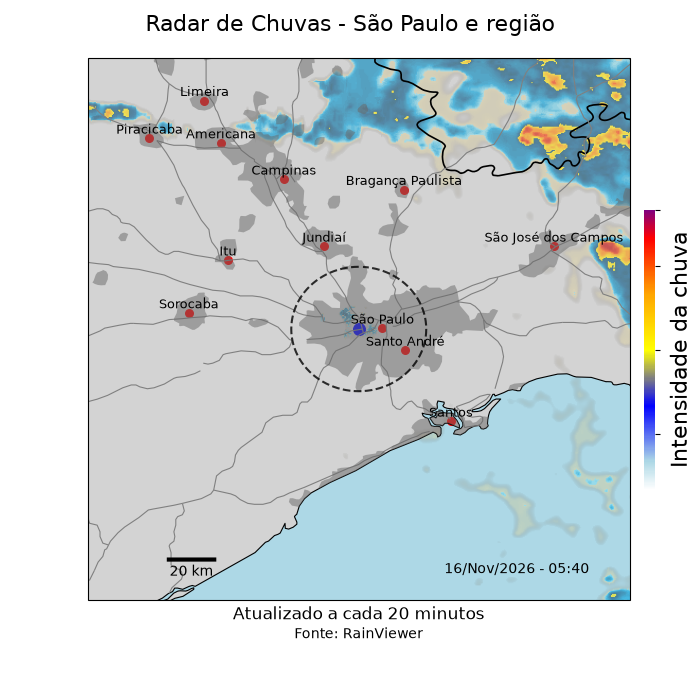 Radar de Chuvas - São Paulo e região
Limeira
Piracicaba
Americana
Campinas
Bragança Paulista
Jundiaí
São José dos Campos
Itu
Sorocaba
São Paulo
Santo André
Santos
Intensidade da chuva
20 km
16/Nov/2026 - 05:40
Atualizado a cada 20 minutos
Fonte: RainViewer